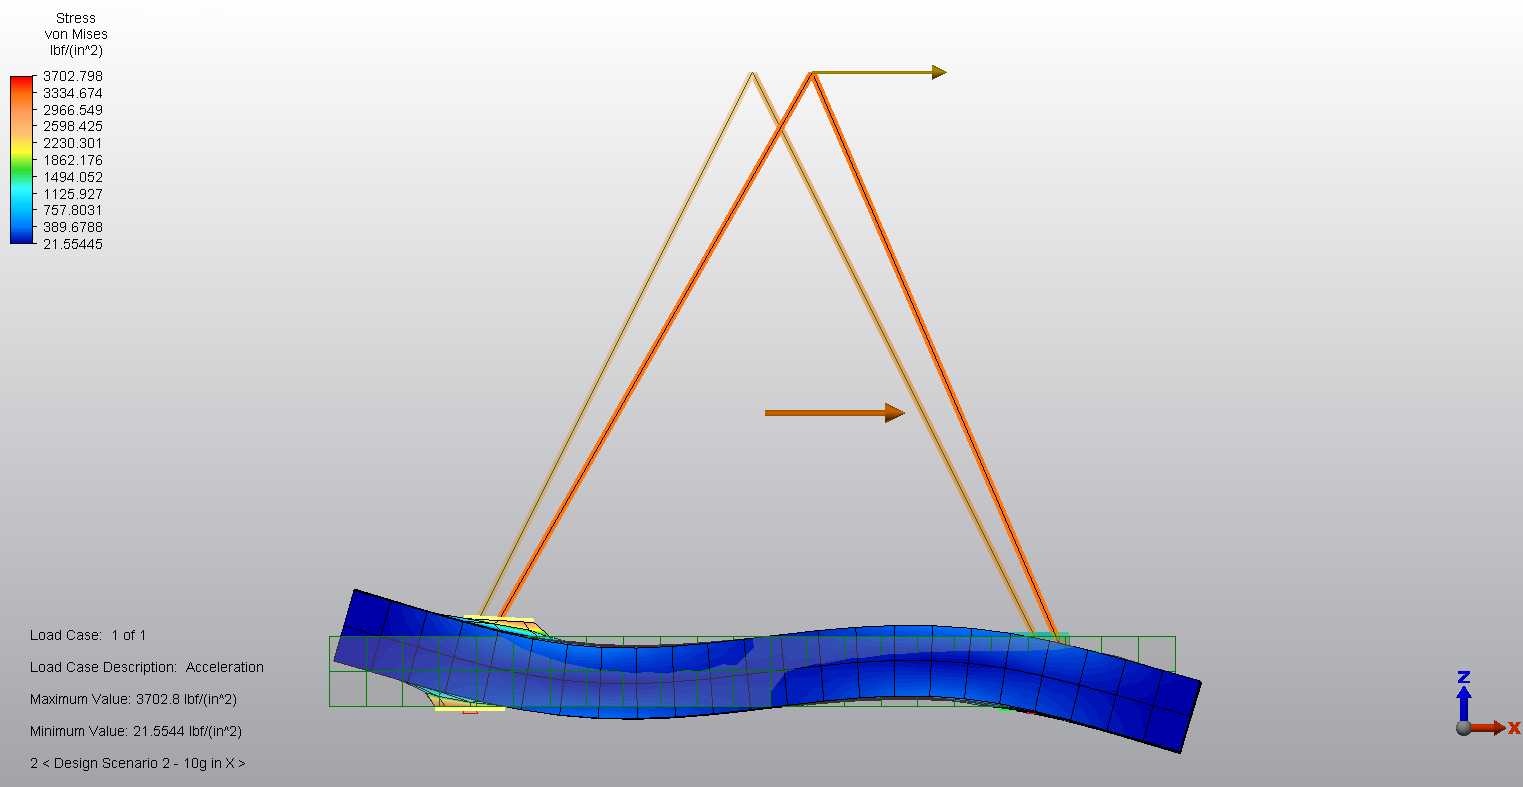 Stress
von Mises
lbf/(in^2)
3702.798
3334.674
2966.549
2598.425
2230.301
1862.176
1494.052
1125.927
757.8031
389.6788
21.55445
Load Case: 1 of 1
Load Case Description: Acceleration
Maximum Value: 3702.8 lbf/(in^2)
Minimum Value: 21.5544 lbf/(in^2)
2 < Design Scenario 2 - 10g in X >
Z
X